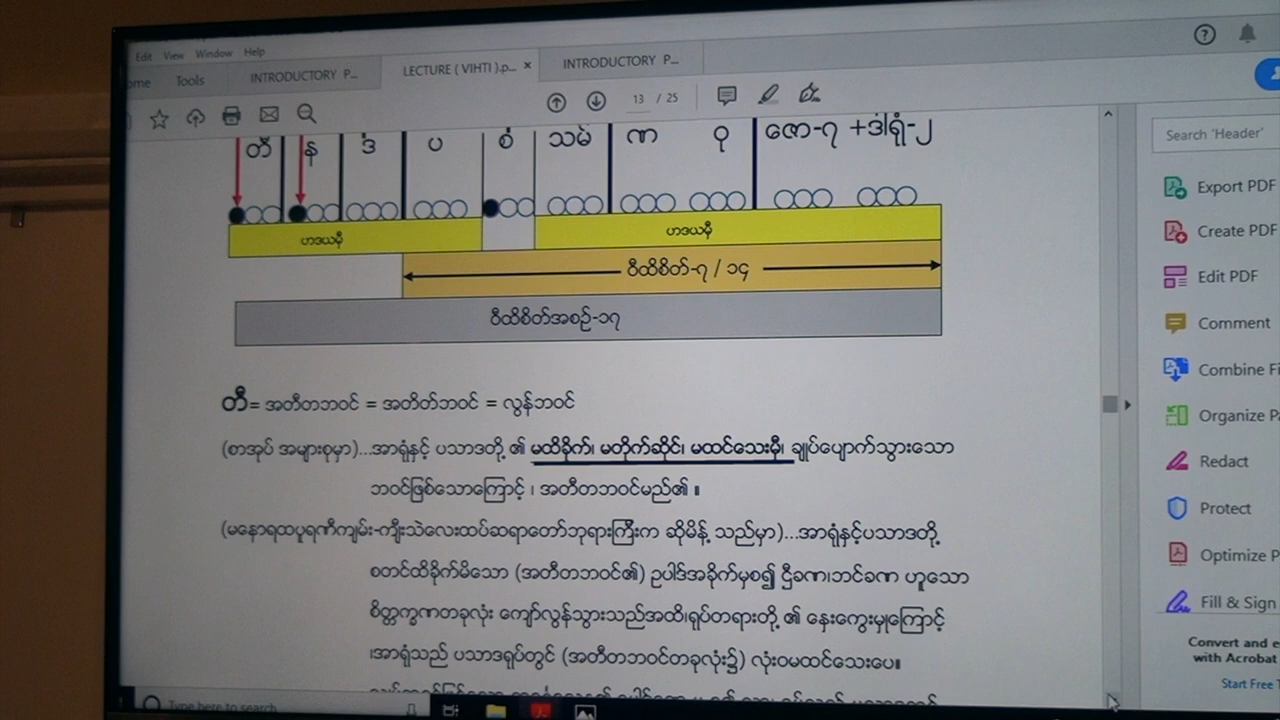 Edit View Window Help
ome Tools INTRODUCTORY P... LECTURE ( VIHTI ).p... × INTRODUCTORY P...
13 / 25
Search 'Header'
တီ န ဒံ ပ စံ သမ် ဏ ဝု ဇော-၇ +ဒါရုံ-၂
ဟဒယမှီ ဟဒယမှီ
ဝီထိစိတ်-၇ / ၁၄
ဝီထိစိတ်အစဉ်-၁၇
တီ= အတီတဘဝင် = အတိတ်ဘဝင် = လွန်ဘဝင်
(စာအုပ် အများစုမှာ)...အာရုံနှင့် ပသာဒတို့ ၏ မထိခိုက်၊ မတိုက်ဆိုင်၊ မထင်သေးမှီ၊ ချုပ်ပျောက်သွားသော
ဘဝင်ဖြစ်သောကြောင့် ၊ အတီတဘဝင်မည်၏ ။
(မနောရထပူရဏီကျမ်း-ကျီးသဲလေးထပ်ဆရာတော်ဘုရားကြီးက ဆိုမိန့် သည်မှာ)...အာရုံနှင့်ပသာဒတို့
စတင်ထိခိုက်မိသော (အတီတဘဝင်၏) ဥပါဒ်အခိုက်မှစ၍ ဋ္ဌီခဏ၊ဘင်ခဏ ဟူသော
စိတ္တက္ခဏတခုလုံး ကျော်လွန်သွားသည်အထိ၊ရုပ်တရားတို့ ၏ နှေးကွေးမှုကြောင့်
၊အာရုံသည် ပသာဒရုပ်တွင် (အတီတဘဝင်တခုလုံး၌) လုံးဝမထင်သေးပေ။
Export PDF
Create PDF
Edit PDF
Comment
Combine Fi
Organize Pa
Redact
Protect
Optimize P
Fill & Sign
Convert and e
with Acrobat
Start Free T
Type here to search